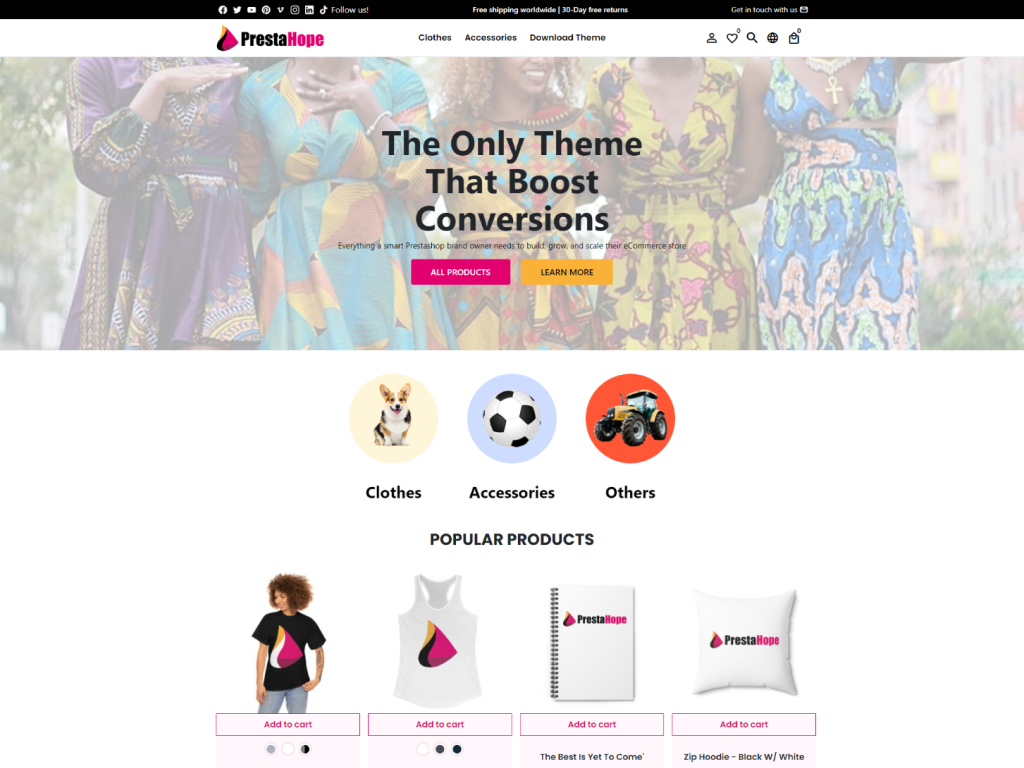 Follow us!
Free shipping worldwide | 30-Day free returns
Get in touch with us
PrestaHope
Clothes
Accessories
Download Theme
0
0
The Only Theme
That Boost
Conversions
Everything a smart Prestashop brand owner needs to build, grow, and scale their eCommerce store
ALL PRODUCTS
LEARN MORE
Clothes
Accessories
Others
POPULAR PRODUCTS
PrestaHope
PrestaHope
Add to cart
Add to cart
Add to cart
Add to cart
The Best Is Yet To Come'
Zip Hoodie - Black W/ White